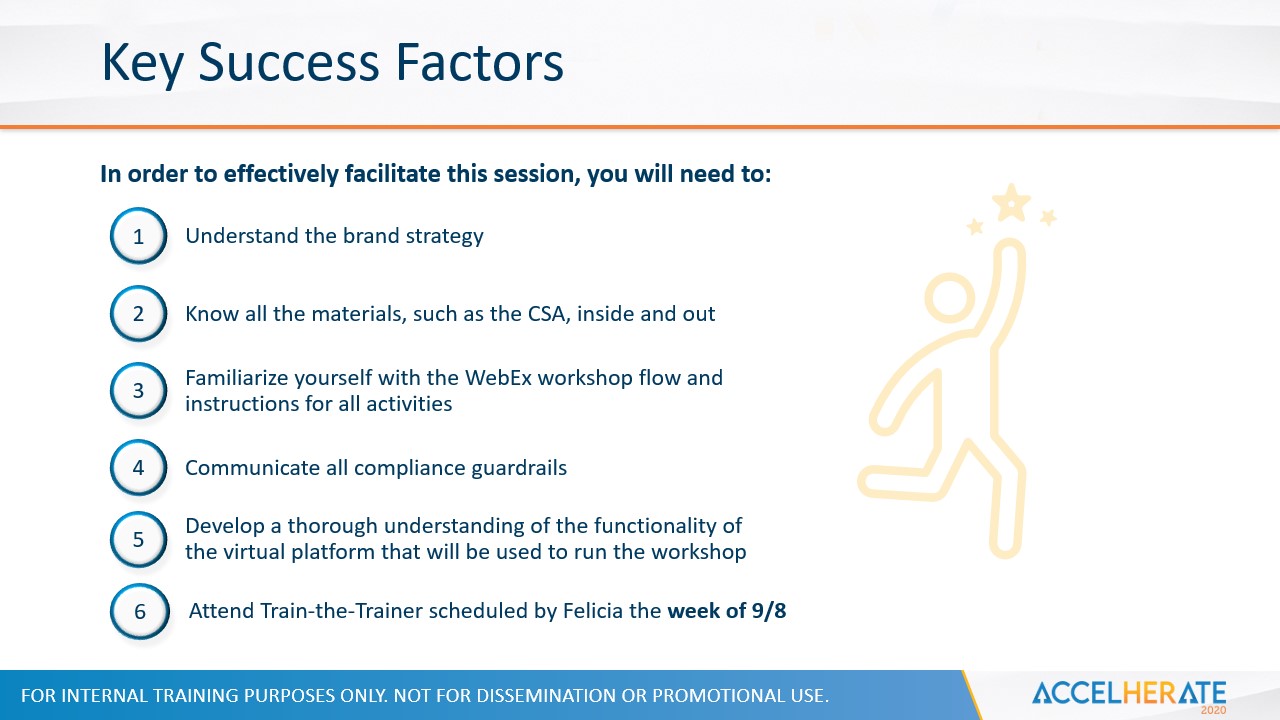 Key Success Factors
In order to effectively facilitate this session, you will need to:
1 Understand the brand strategy
2 Know all the materials, such as the CSA, inside and out
3 Familiarize yourself with the WebEx workshop flow and
instructions for all activities
4 Communicate all compliance guardrails
5 Develop a thorough understanding of the functionality of
the virtual platform that will be used to run the workshop
6 Attend Train-the-Trainer scheduled by Felicia the week of 9/8
FOR INTERNAL TRAINING PURPOSES ONLY. NOT FOR DISSEMINATION OR PROMOTIONAL USE.
ACCELHERATE
2020